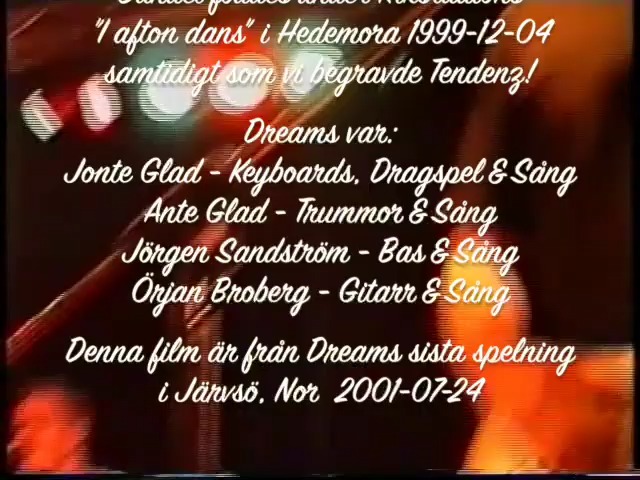 "I afton dans" i Hedemora 1999-12-04
samtidigt som vi begravde Tendenz!
Dreams var:
Jonte Glad - Keyboards, Dragspel & Sång
Ante Glad - Trummor & Sång
Jörgen Sandström - Bas & Sång
Örjan Broberg - Gitarr & Sång
Denna film är från Dreams sista spelning
i Järvsö, Nor 2001-07-24